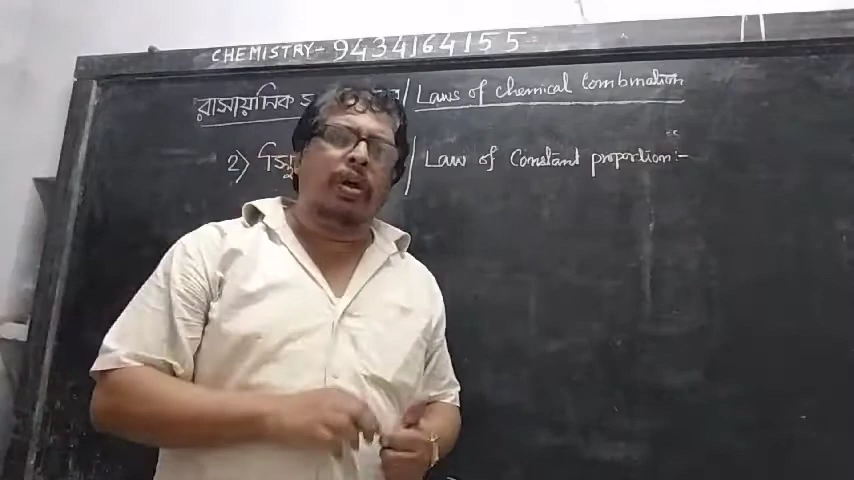 CHEMISTRY- 9434164155
রাসায়নিক / Laws of chemical Combination
2) / Law of Constant proportion:-